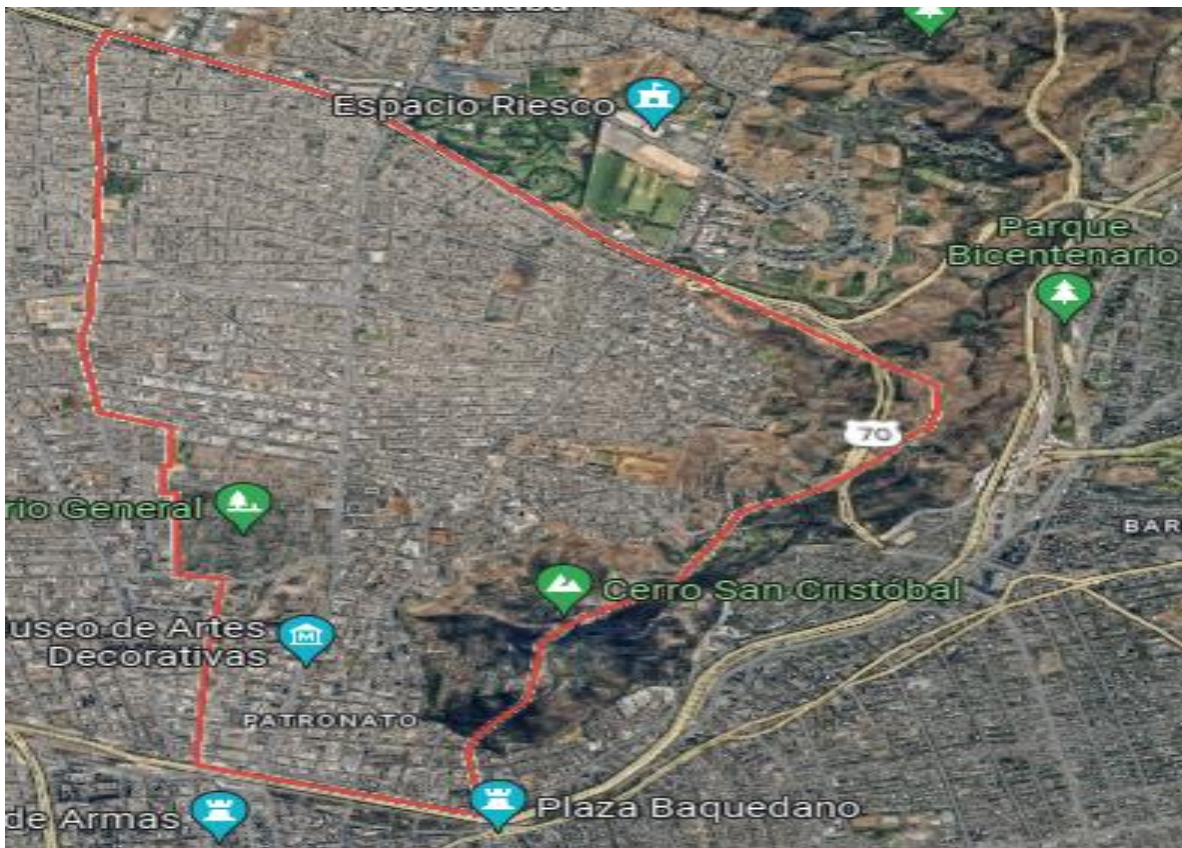 Espacio Riesco
Parque
Bicentenario
70
rio General
BAR
Cerro San Cristóbal
useo de Artes
Decorativas
PATRONATO
Plaza Baquedano
de Armas